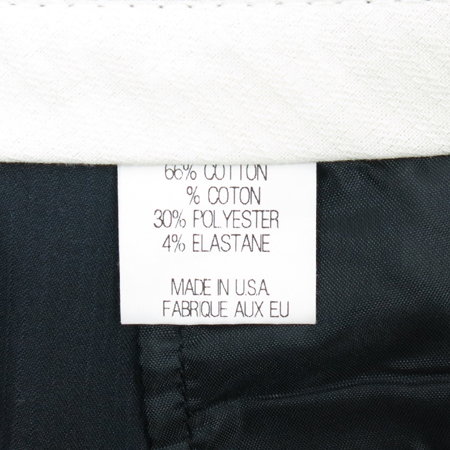 66% COTTON
% COTON
30% POLYESTER
4% ELASTANE
MADE IN U.S.A
FABRIQUE AUX EU